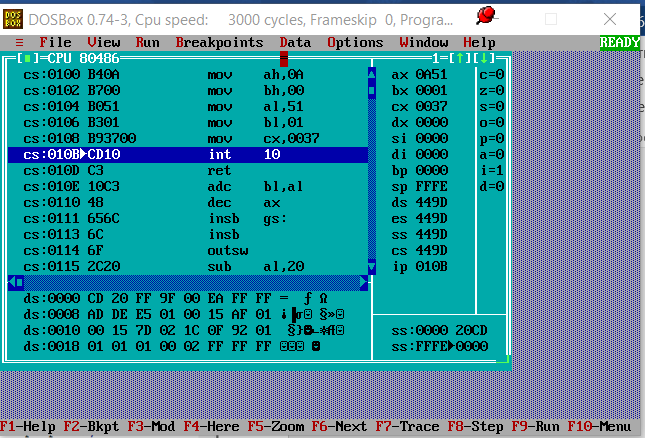 DOS BOX DOSBox 0.74-3, Cpu speed: 3000 cycles, Frameskip 0, Progra...
≡ File View Run Breakpoints Data Options Window Help READY
[■]=CPU 80486 1=[↑][↓]
cs:0100 B40A mov ah,0A ax 0A51 c=0
cs:0102 B700 mov bh,00 bx 0001 z=0
cs:0104 B051 mov al,51 cx 0037 s=0
cs:0106 B301 mov bl,01 dx 0000 o=0
cs:0108 B93700 mov cx,0037 si 0000 p=0
cs:010B►CD10 int 10 di 0000 a=0
cs:010D C3 ret bp 0000 i=1
cs:010E 10C3 adc bl,al sp FFFE d=0
cs:0110 48 dec ax ds 449D
cs:0111 656C insb gs: es 449D
cs:0113 6C insb ss 449D
cs:0114 6F outsw cs 449D
cs:0115 2C20 sub al,20 ip 010B
ds:0000 CD 20 FF 9F 00 EA FF FF = ƒ Ω
ds:0008 AD DE E5 01 00 15 AF 01 ¡▐σ☺ §»☺
ds:0010 00 15 7D 02 1C 0F 92 01 §}☻∟☼Æ☺ ss:0000 20CD
ds:0018 01 01 01 00 02 FF FF FF ☺☺☺ ☻ ss:FFFE►0000
F1-Help F2-Bkpt F3-Mod F4-Here F5-Zoom F6-Next F7-Trace F8-Step F9-Run F10-Menu